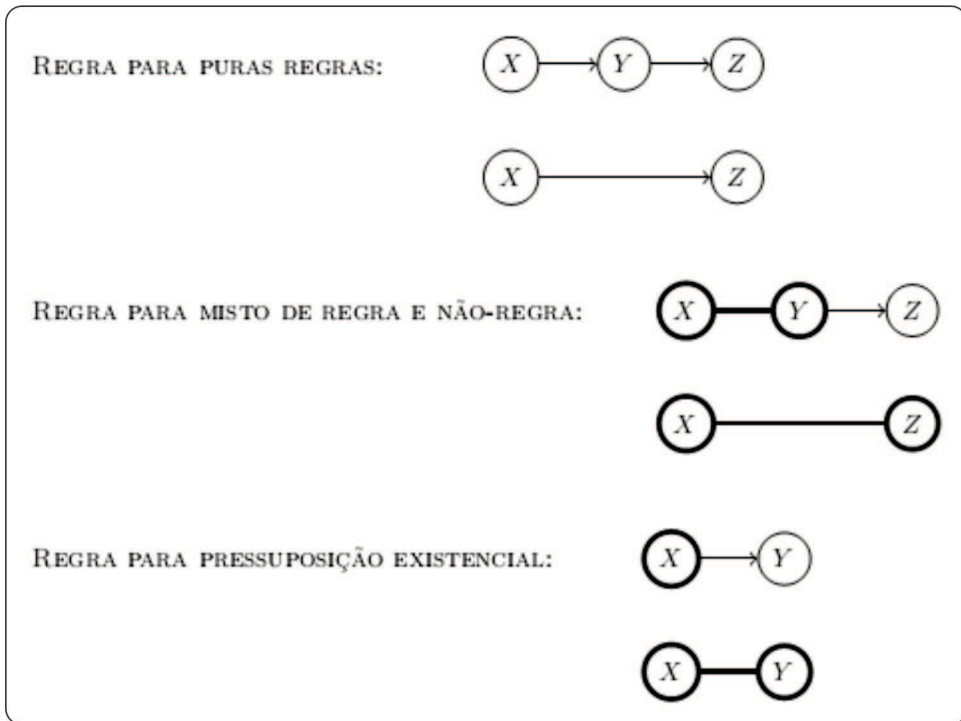 REGRA PARA PURAS REGRAS: X Y Z
X Z
REGRA PARA MISTO DE REGRA E NÃO-REGRA: X Y Z
X Z
REGRA PARA PRESSUPOSIÇÃO EXISTENCIAL: X Y
X Y